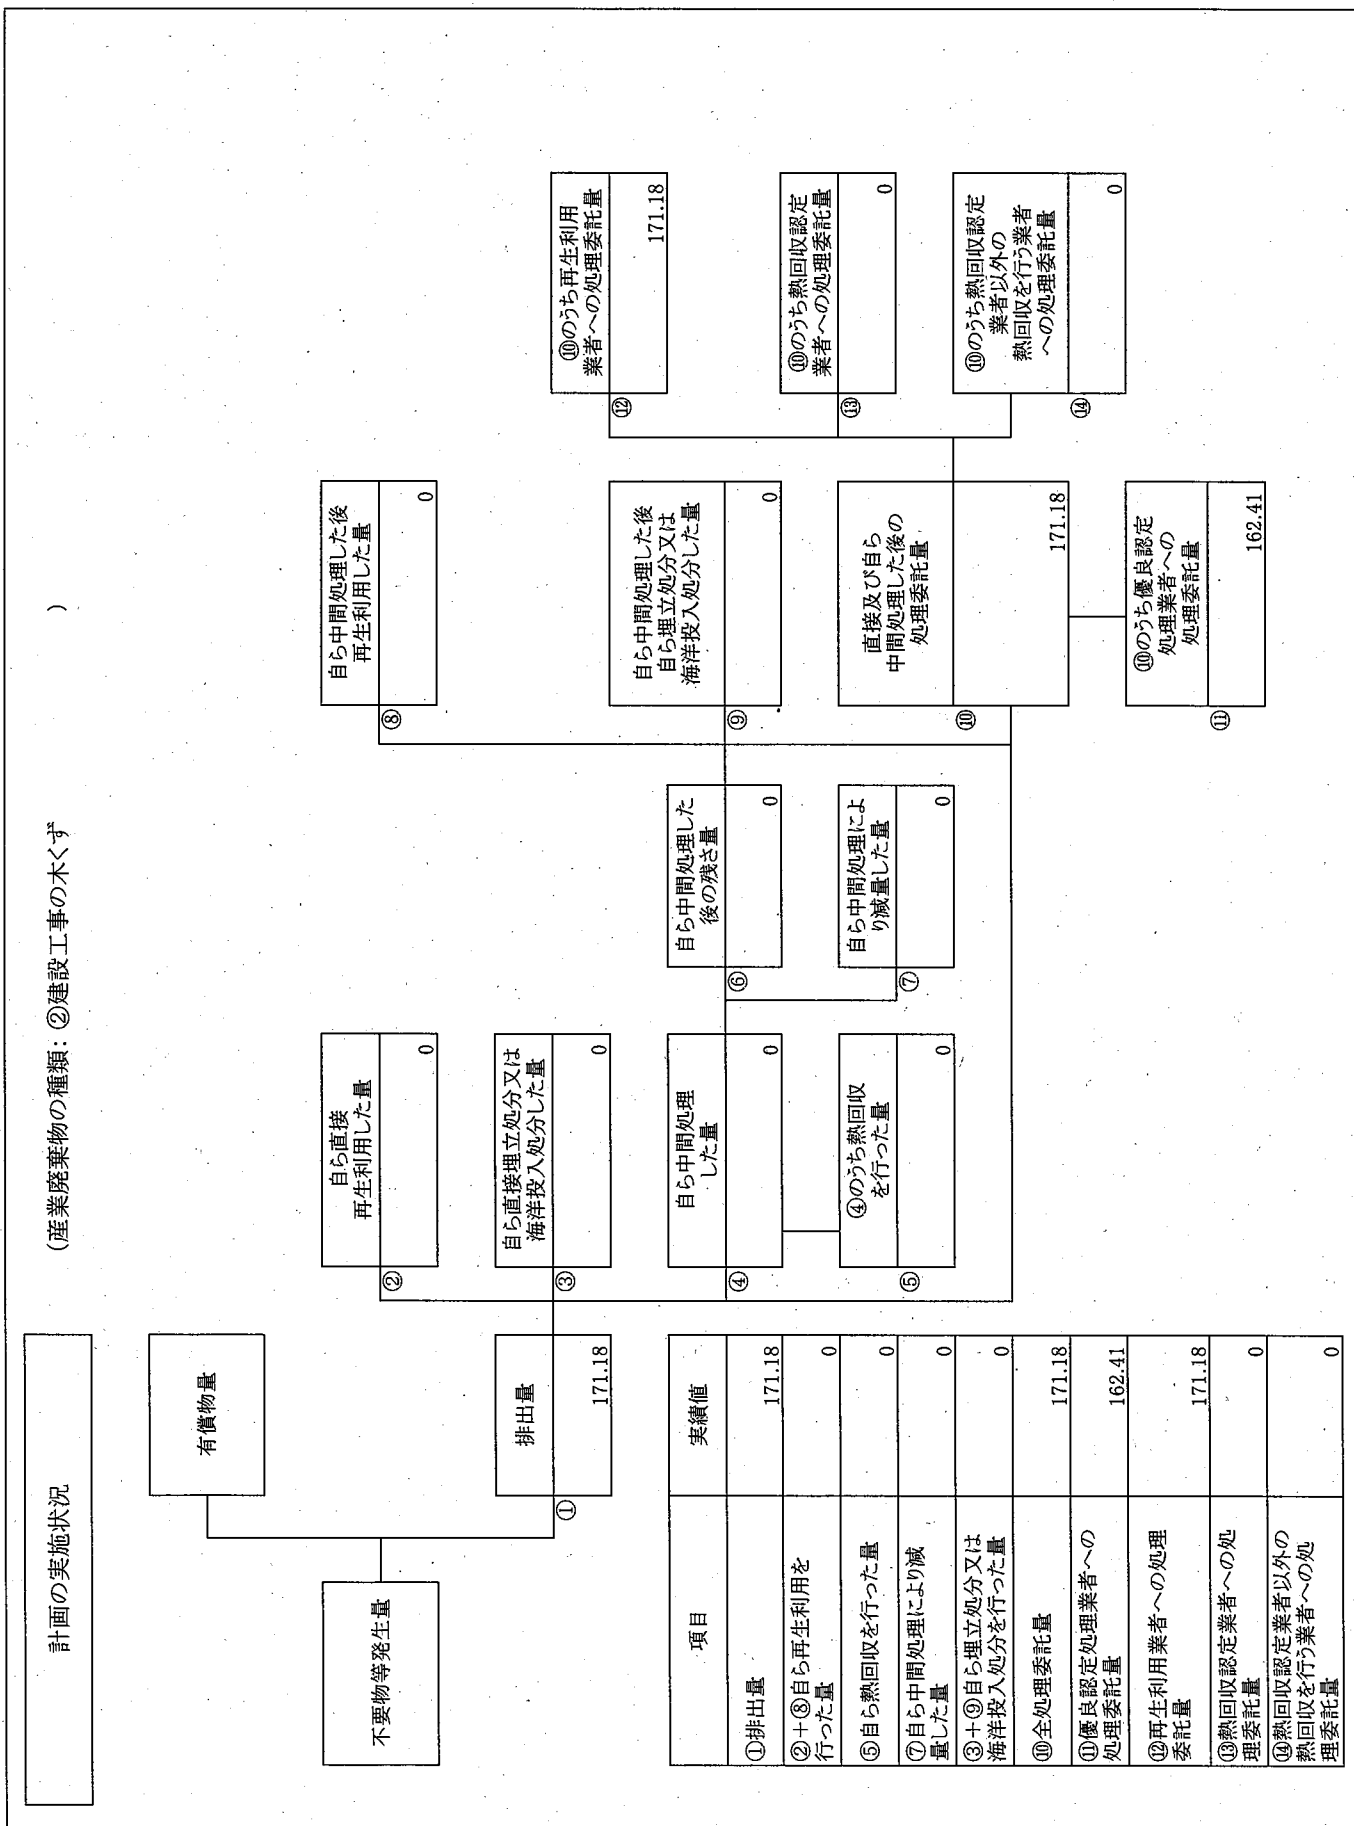 計画の実施状況
(産業廃棄物の種類：②建設工事の木くず　　　　　　)
不要物等発生量
有償物量
①
排出量
171.18
②
自ら直接
再生利用した量
0
③
自ら直接埋立処分又は
海洋投入処分した量
0
④
自ら中間処理
した量
0
⑤
④のうち熱回収
を行った量
0
⑥
自ら中間処理した
後の残さ量
0
⑦
自ら中間処理によ
り減量した量
0
⑧
自ら中間処理した後
再生利用した量
0
⑨
自ら中間処理した後
自ら埋立処分又は
海洋投入処分した量
0
⑩
直接及び自ら
中間処理した後の
処理委託量
171.18
⑪
⑩のうち優良認定
処理業者への
処理委託量
162.41
⑫
⑩のうち再生利用
業者への処理委託量
171.18
⑬
⑩のうち熱回収認定
業者への処理委託量
0
⑭
⑩のうち熱回収認定
業者以外の
熱回収を行う業者
への処理委託量
0
項目 実績値
①排出量 171.18
②＋⑧自ら再生利用を
行った量 0
⑤自ら熱回収を行った量 0
⑦自ら中間処理により減
量した量 0
③＋⑨自ら埋立処分又は
海洋投入処分を行った量 0
⑩全処理委託量 171.18
⑪優良認定処理業者への
処理委託量 162.41
⑫再生利用業者への処理
委託量 171.18
⑬熱回収認定業者への処
理委託量 0
⑭熱回収認定業者以外の
熱回収を行う業者への処
理委託量 0